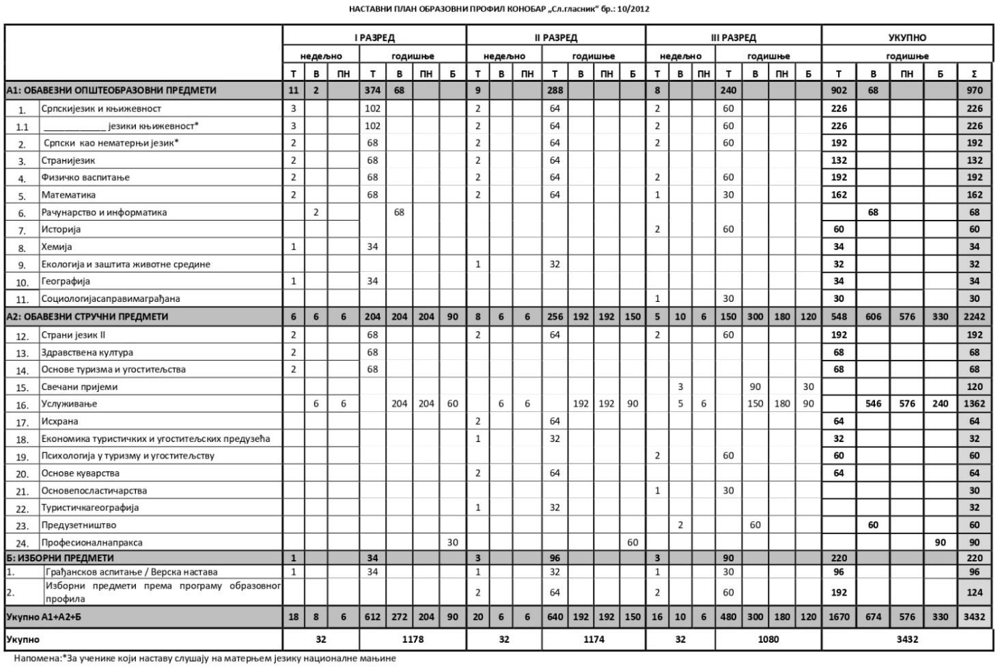 НАСТАВНИ ПЛАН ОБРАЗОВНИ ПРОФИЛ КОНОБАР „Сл.гласник“ бр.: 10/2012
I РАЗРЕД II РАЗРЕД III РАЗРЕД УКУПНО
недељно годишње недељно годишње недељно годишње годишње
Т В ПН Т В ПН Б Т В ПН Т В ПН Б Т В ПН Т В ПН Б Т В ПН Б Σ
А1: ОБАВЕЗНИ ОПШТЕОБРАЗОВНИ ПРЕДМЕТИ 11 2 374 68 9 288 8 240 902 68 970
1. Српскијезик и књижевност 3 102 2 64 2 60 226 226
1.1 _____________ језики књижевност* 3 102 2 64 2 60 226 226
2. Српски као нематерњи језик* 2 68 2 64 2 60 192 192
3. Гранијезик 2 68 2 64 132 132
4. Физичко васпитање 2 68 2 64 2 60 192 192
5. Математика 2 68 2 64 1 30 162 162
6. Рачунарство и информатика 2 68 68 68
7. Историја 2 60 60 60
8. Хемија 1 34 34 34
9. Екологија и заштита животне средине 1 32 32 32
10. Географија 1 34 34 34
11. Социологијасаправимаграђана 1 30 30 30
А2: ОБАВЕЗНИ СТРУЧНИ ПРЕДМЕТИ 6 6 6 204 204 204 90 8 6 6 256 192 192 150 5 10 6 150 300 180 120 548 606 576 330 2242
12. Страни језик II 2 68 2 64 2 60 192 192
13. Здравствена култура 2 68 68 68
14. Основе туризма и угоститељства 2 68 68 68
15. Свечани пријеми 3 90 30 120
16. Услуживање 6 6 204 204 60 6 6 192 192 90 5 6 150 180 90 546 576 240 1362
17. Исхрана 2 64 64 64
18. Економика туристичких и угоститељских предузећа 1 32 32 32
19. Психологија у туризму и угоститељству 2 60 60 60
20. Основе куварства 2 64 64 64
21. Основепосластичарства 1 30 30
22. Туристичкагеографија 1 32 32
23. Предузетништво 2 60 60 60
24. Професионалнапракса 30 60 90 90
Б: ИЗБОРНИ ПРЕДМЕТИ 1 34 3 96 3 90 220 220
1. Грађансков аспитање / Верска настава 1 34 1 32 1 30 96 96
2. Изборни предмети према програму образовног
профила 2 64 2 60 192 124
Укупно А1+А2+Б 18 8 6 612 272 204 90 20 6 6 640 192 192 150 16 10 6 480 300 180 120 1670 674 576 330 3432
Укупно 32 1178 32 1174 32 1080 3432
Напомена:*За ученике који наставу слушају на матерњем језику националне мањине